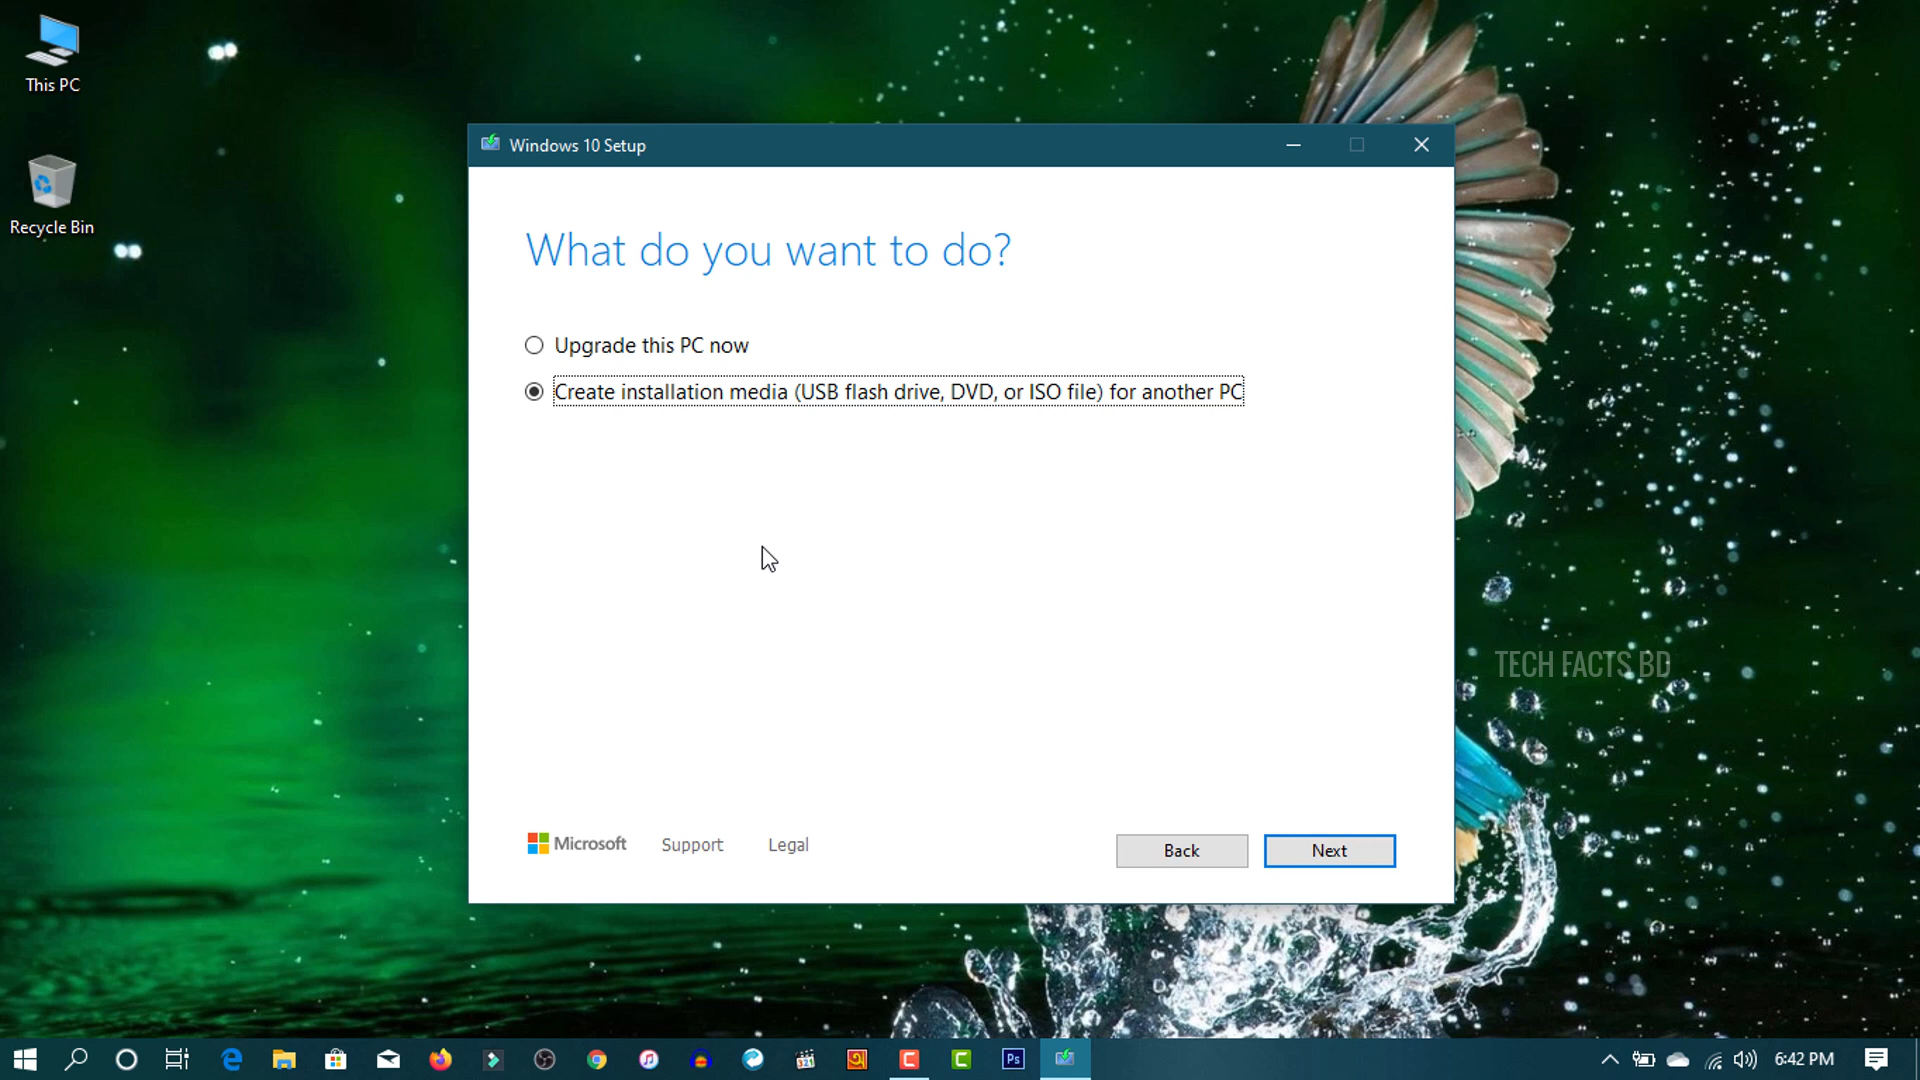 This PC
Recycle Bin
Windows 10 Setup
What do you want to do?
Upgrade this PC now
Create installation media (USB flash drive, DVD, or ISO file) for another PC
TECH FACTS BD
Microsoft
Support
Legal
Back
Next
321
Ps
6:42 PM